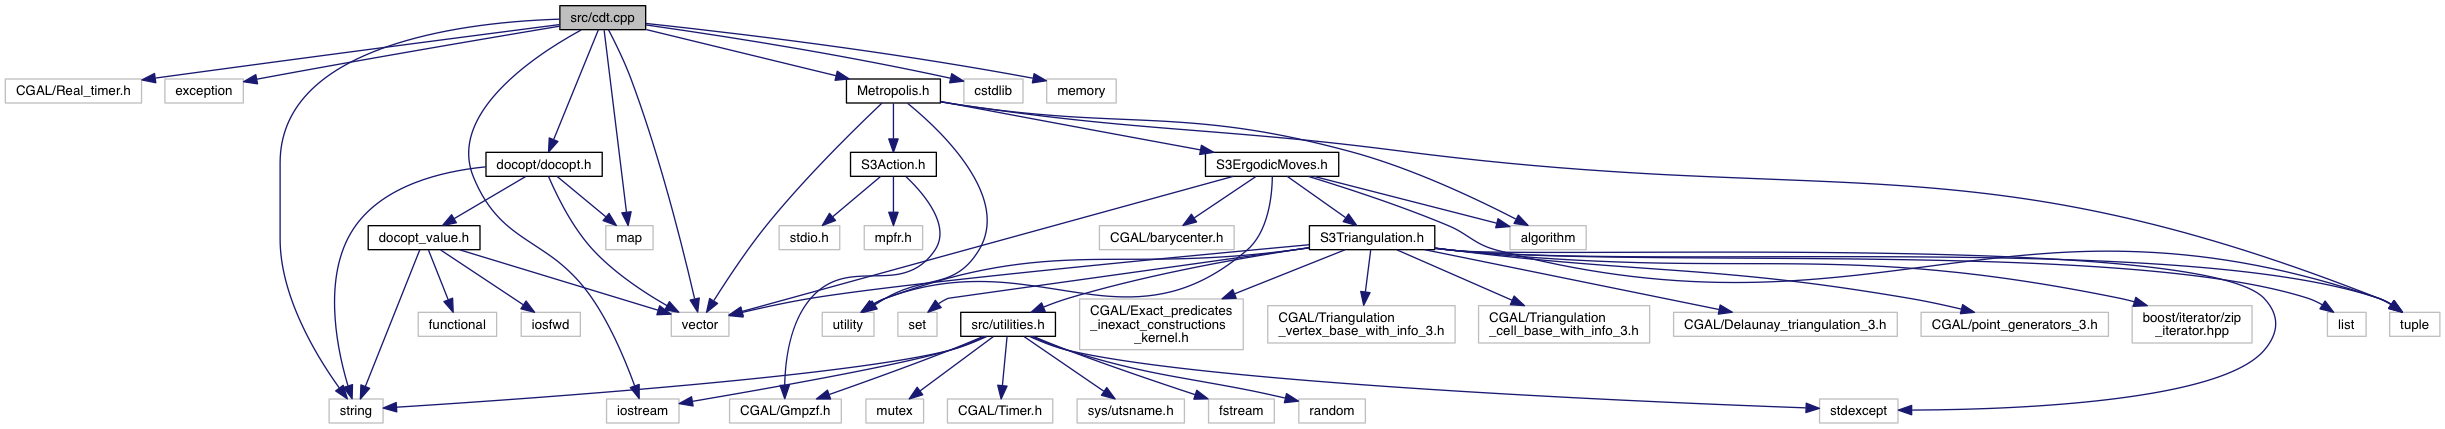 src/cdt.cpp
CGAL/Real_timer.h
exception
Metropolis.h
cstdlib
memory
docopt/docopt.h
S3Action.h
S3ErgodicMoves.h
docopt_value.h
map
stdio.h
mpfr.h
CGAL/barycenter.h
S3Triangulation.h
algorithm
functional
iosfwd
vector
utility
set
src/utilities.h
CGAL/Exact_predicates
_inexact_constructions
_kernel.h
CGAL/Triangulation
_vertex_base_with_info_3.h
CGAL/Triangulation
_cell_base_with_info_3.h
CGAL/Delaunay_triangulation_3.h
CGAL/point_generators_3.h
boost/iterator/zip
_iterator.hpp
list
tuple
string
iostream
CGAL/Gmpzf.h
mutex
CGAL/Timer.h
sys/utsname.h
fstream
random
stdexcept